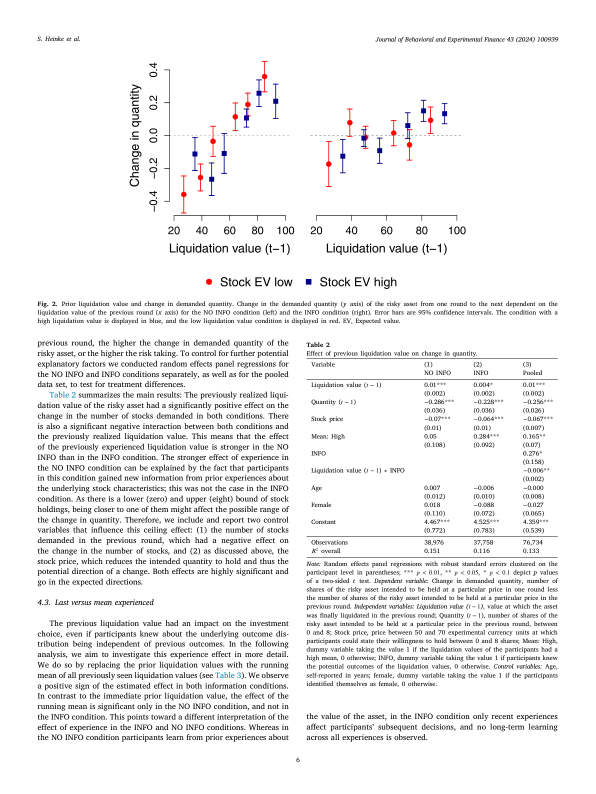 S. Heinke et al.
Journal of Behavioral and Experimental Finance 43 (2024) 100939
Change in quantity
0.4
0.2
0.0
−0.2
−0.4
20 40 60 80 100
20 40 60 80 100
Liquidation value (t−1)
Liquidation value (t−1)
Stock EV low
Stock EV high
Fig. 2. Prior liquidation value and change in demanded quantity. Change in the demanded quantity (y axis) of the risky asset from one round to the next dependent on the
liquidation value of the previous round (x axis) for the NO INFO condition (left) and the INFO condition (right). Error bars are 95% confidence intervals. The condition with a
high liquidation value is displayed in blue, and the low liquidation value condition is displayed in red. EV, Expected value.
previous round, the higher the change in demanded quantity of the
risky asset, or the higher the risk taking. To control for further potential
explanatory factors we conducted random effects panel regressions for
the NO INFO and INFO conditions separately, as well as for the pooled
data set, to test for treatment differences.
Table 2 summarizes the main results: The previously realized liqui-
dation value of the risky asset had a significantly positive effect on the
change in the number of stocks demanded in both conditions. There
is also a significant negative interaction between both conditions and
the previously realized liquidation value. This means that the effect
of the previously experienced liquidation value is stronger in the NO
INFO than in the INFO condition. The stronger effect of experience in
the NO INFO condition can be explained by the fact that participants
in this condition gained new information from prior experiences about
the underlying stock characteristics; this was not the case in the INFO
condition. As there is a lower (zero) and upper (eight) bound of stock
holdings, being closer to one of them might affect the possible range of
the change in quantity. Therefore, we include and report two control
variables that influence this ceiling effect: (1) the number of stocks
demanded in the previous round, which had a negative effect on
the change in the number of stocks, and (2) as discussed above, the
stock price, which reduces the intended quantity to hold and thus the
potential direction of a change. Both effects are highly significant and
go in the expected directions.
4.3. Last versus mean experienced
The previous liquidation value had an impact on the investment
choice, even if participants knew about the underlying outcome dis-
tribution being independent of previous outcomes. In the following
analysis, we aim to investigate this experience effect in more detail.
We do so by replacing the prior liquidation values with the running
mean of all previously seen liquidation values (see Table 3). We observe
a positive sign of the estimated effect in both information conditions.
In contrast to the immediate prior liquidation value, the effect of the
running mean is significant only in the NO INFO condition, and not in
the INFO condition. This points toward a different interpretation of the
effect of experience in the INFO and NO INFO conditions. Whereas in
the NO INFO condition participants learn from prior experiences about
Table 2
Effect of previous liquidation value on change in quantity.
Variable (1) (2) (3)
NO INFO INFO Pooled
Liquidation value (t − 1) 0.01*** 0.004* 0.01***
(0.002) (0.002) (0.002)
Quantity (t − 1) −0.286*** −0.228*** −0.256***
(0.036) (0.036) (0.026)
Stock price −0.07*** −0.064*** −0.067***
(0.01) (0.01) (0.007)
Mean: High 0.05 0.284*** 0.165**
(0.108) (0.092) (0.07)
INFO 0.276*
(0.158)
Liquidation value (t − 1) ∗ INFO −0.006**
(0.002)
Age 0.007 −0.006 −0.000
(0.012) (0.010) (0.008)
Female 0.018 −0.088 −0.027
(0.110) (0.072) (0.065)
Constant 4.467*** 4.525*** 4.359***
(0.772) (0.783) (0.539)
Observations 38,976 37,758 76,734
R² overall 0.151 0.116 0.133
Note: Random effects panel regressions with robust standard errors clustered on the
participant level in parentheses; *** p < 0.01, ** p < 0.05, * p < 0.1 depict p values
of a two-sided t test. Dependent variable: Change in demanded quantity, number of
shares of the risky asset intended to be held at a particular price in one round less
the number of shares of the risky asset intended to be held at a particular price in the
previous round. Independent variables: Liquidation value (t − 1), value at which the asset
was finally liquidated in the previous round; Quantity (t − 1), number of shares of the
risky asset intended to be held at a particular price in the previous round, between
0 and 8; Stock price, price between 50 and 70 experimental currency units at which
participants could state their willingness to hold between 0 and 8 shares; Mean: High,
dummy variable taking the value 1 if the liquidation values of the participants had a
high mean, 0 otherwise; INFO, dummy variable taking the value 1 if participants knew
the potential outcomes of the liquidation values, 0 otherwise. Control variables: Age,
self-reported in years; female, dummy variable taking the value 1 if the participants
identified themselves as female, 0 otherwise.
the value of the asset, in the INFO condition only recent experiences
affect participants' subsequent decisions, and no long-term learning
across all experiences is observed.
6